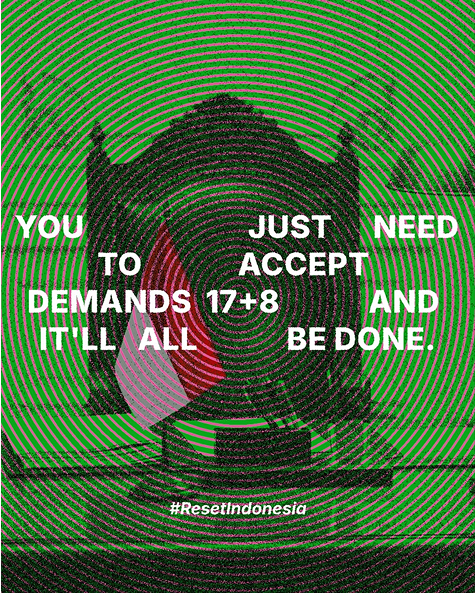 YOU JUST NEED
TO ACCEPT
DEMANDS 17+8 AND
IT'LL ALL BE DONE.
#ResetIndonesia